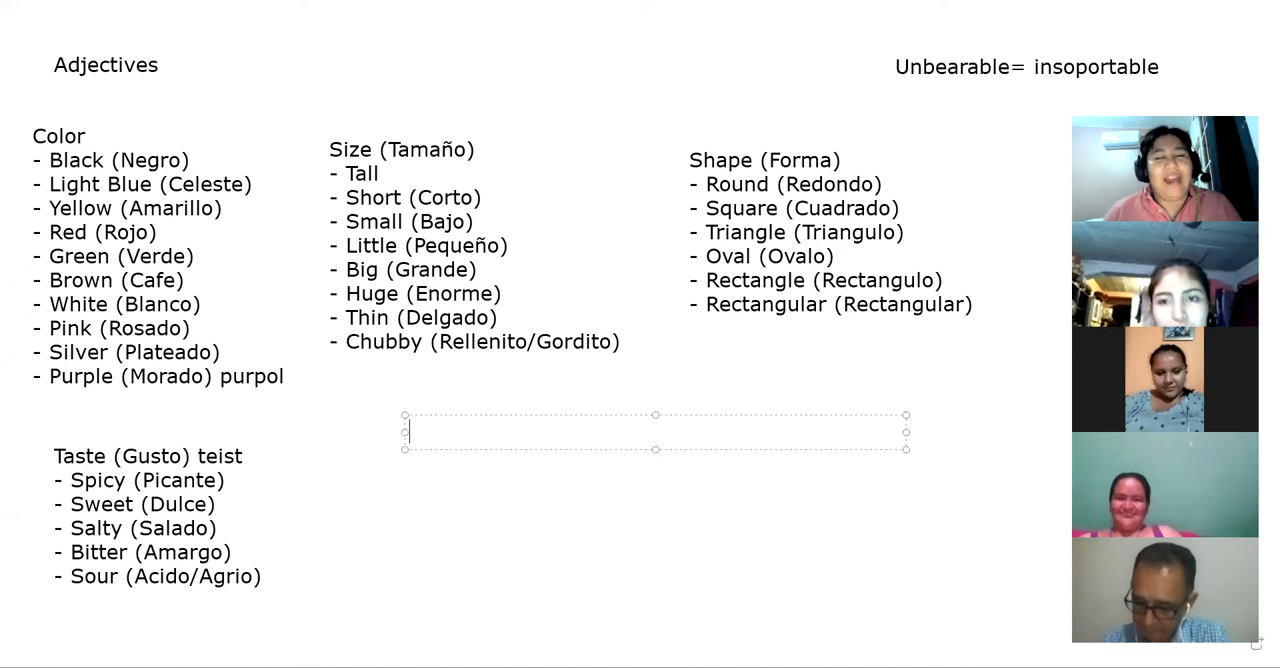 Adjectives
Unbearable= insoportable
Color
- Black (Negro)
- Light Blue (Celeste)
- Yellow (Amarillo)
- Red (Rojo)
- Green (Verde)
- Brown (Cafe)
- White (Blanco)
- Pink (Rosado)
- Silver (Plateado)
- Purple (Morado) purpol
Size (Tamaño)
- Tall
- Short (Corto)
- Small (Bajo)
- Little (Pequeño)
- Big (Grande)
- Huge (Enorme)
- Thin (Delgado)
- Chubby (Rellenito/Gordito)
Shape (Forma)
- Round (Redondo)
- Square (Cuadrado)
- Triangle (Triangulo)
- Oval (Ovalo)
- Rectangle (Rectangulo)
- Rectangular (Rectangular)
Taste (Gusto) teist
- Spicy (Picante)
- Sweet (Dulce)
- Salty (Salado)
- Bitter (Amargo)
- Sour (Acido/Agrio)